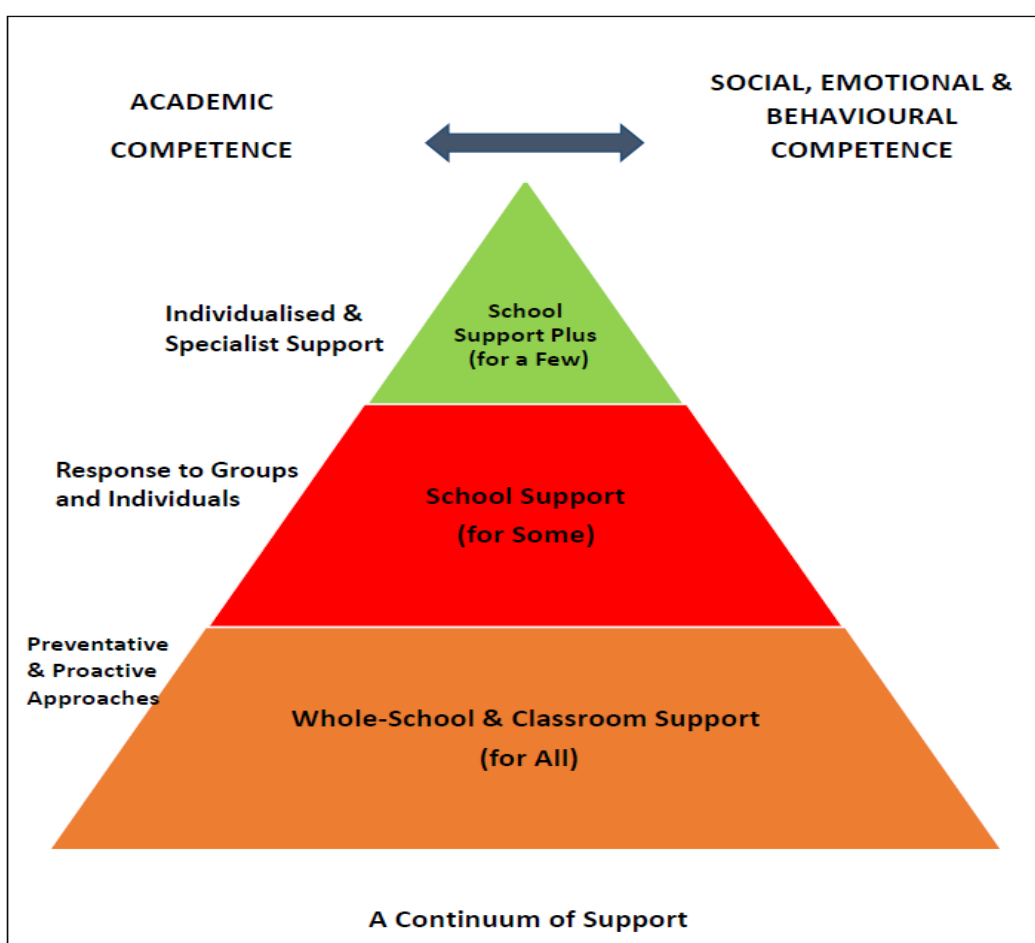 ACADEMIC
COMPETENCE
SOCIAL, EMOTIONAL &
BEHAVIOURAL
COMPETENCE
Individualised &
Specialist Support
School
Support Plus
(for a Few)
Response to Groups
and Individuals
School Support
(for Some)
Preventative
& Proactive
Approaches
Whole-School & Classroom Support
(for All)
A Continuum of Support